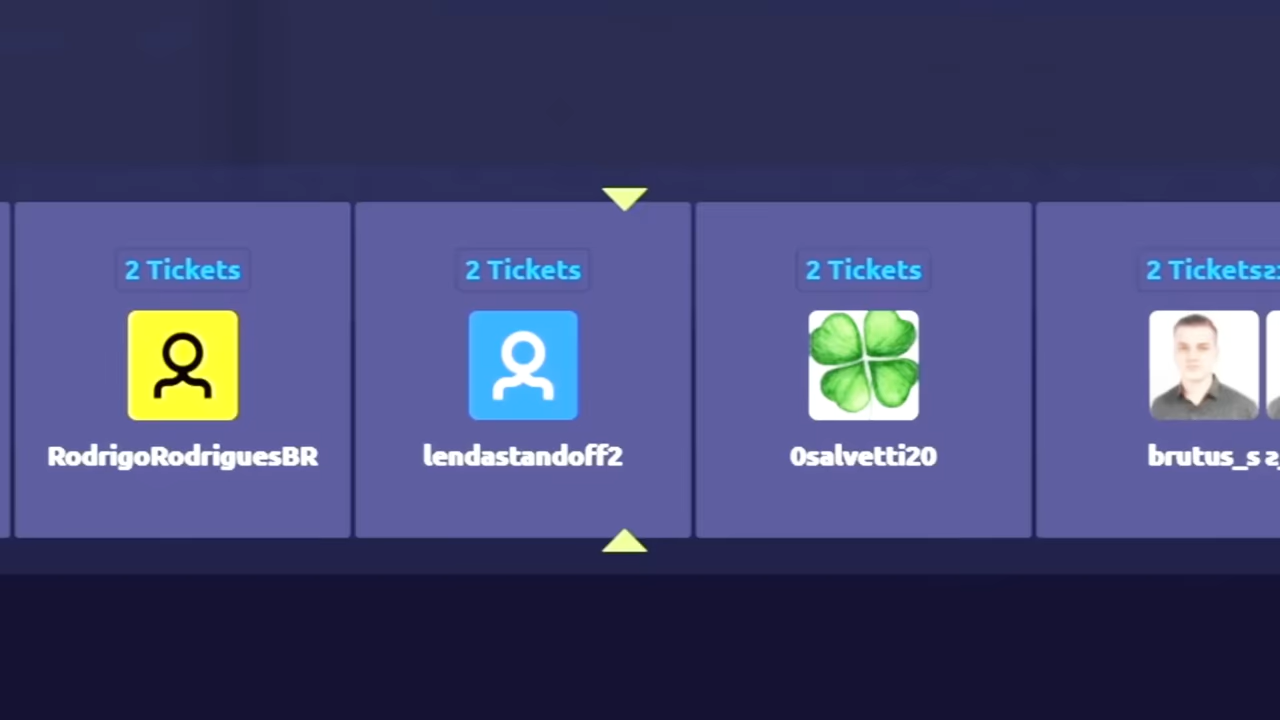 2 Tickets
RodrigoRodriguesBR
2 Tickets
lendastandoff2
2 Tickets
0salvetti20
2 Tickets
brutus_s